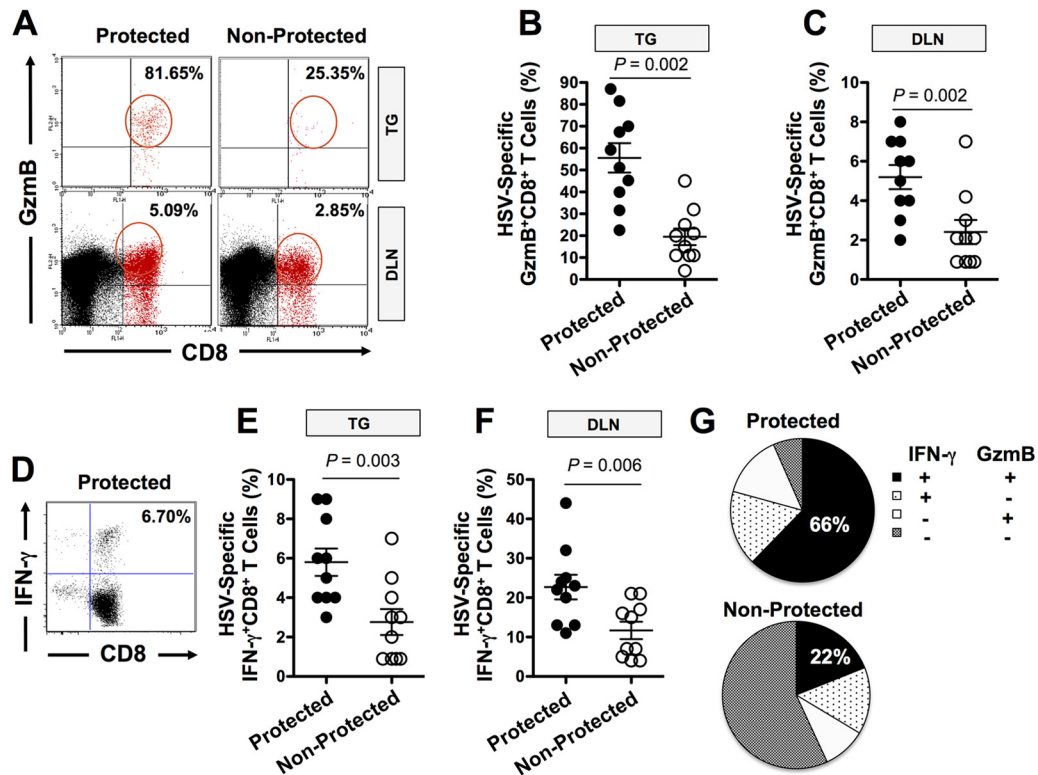 A
Protected
Non-Protected
81.65%
25.35%
TG
5.09%
2.85%
DLN
GzmB
CD8
FL2-H
FL1-H
B
TG
P = 0.002
HSV-Specific
GzmB+CD8+ T Cells (%)
90
80
70
60
50
40
30
20
10
0
Protected
Non-Protected
C
DLN
P = 0.002
HSV-Specific
GzmB+CD8+ T Cells (%)
10
8
6
4
2
0
Protected
Non-Protected
D
Protected
6.70%
IFN-γ
CD8
E
TG
P = 0.003
HSV-Specific
IFN-γ+CD8+ T Cells (%)
10
8
6
4
2
0
Protected
Non-Protected
F
DLN
P = 0.006
HSV-Specific
IFN-γ+CD8+ T Cells (%)
50
40
30
20
10
0
Protected
Non-Protected
G
Protected
66%
IFN-γ GzmB
+ +
+ -
- +
- -
Non-Protected
22%